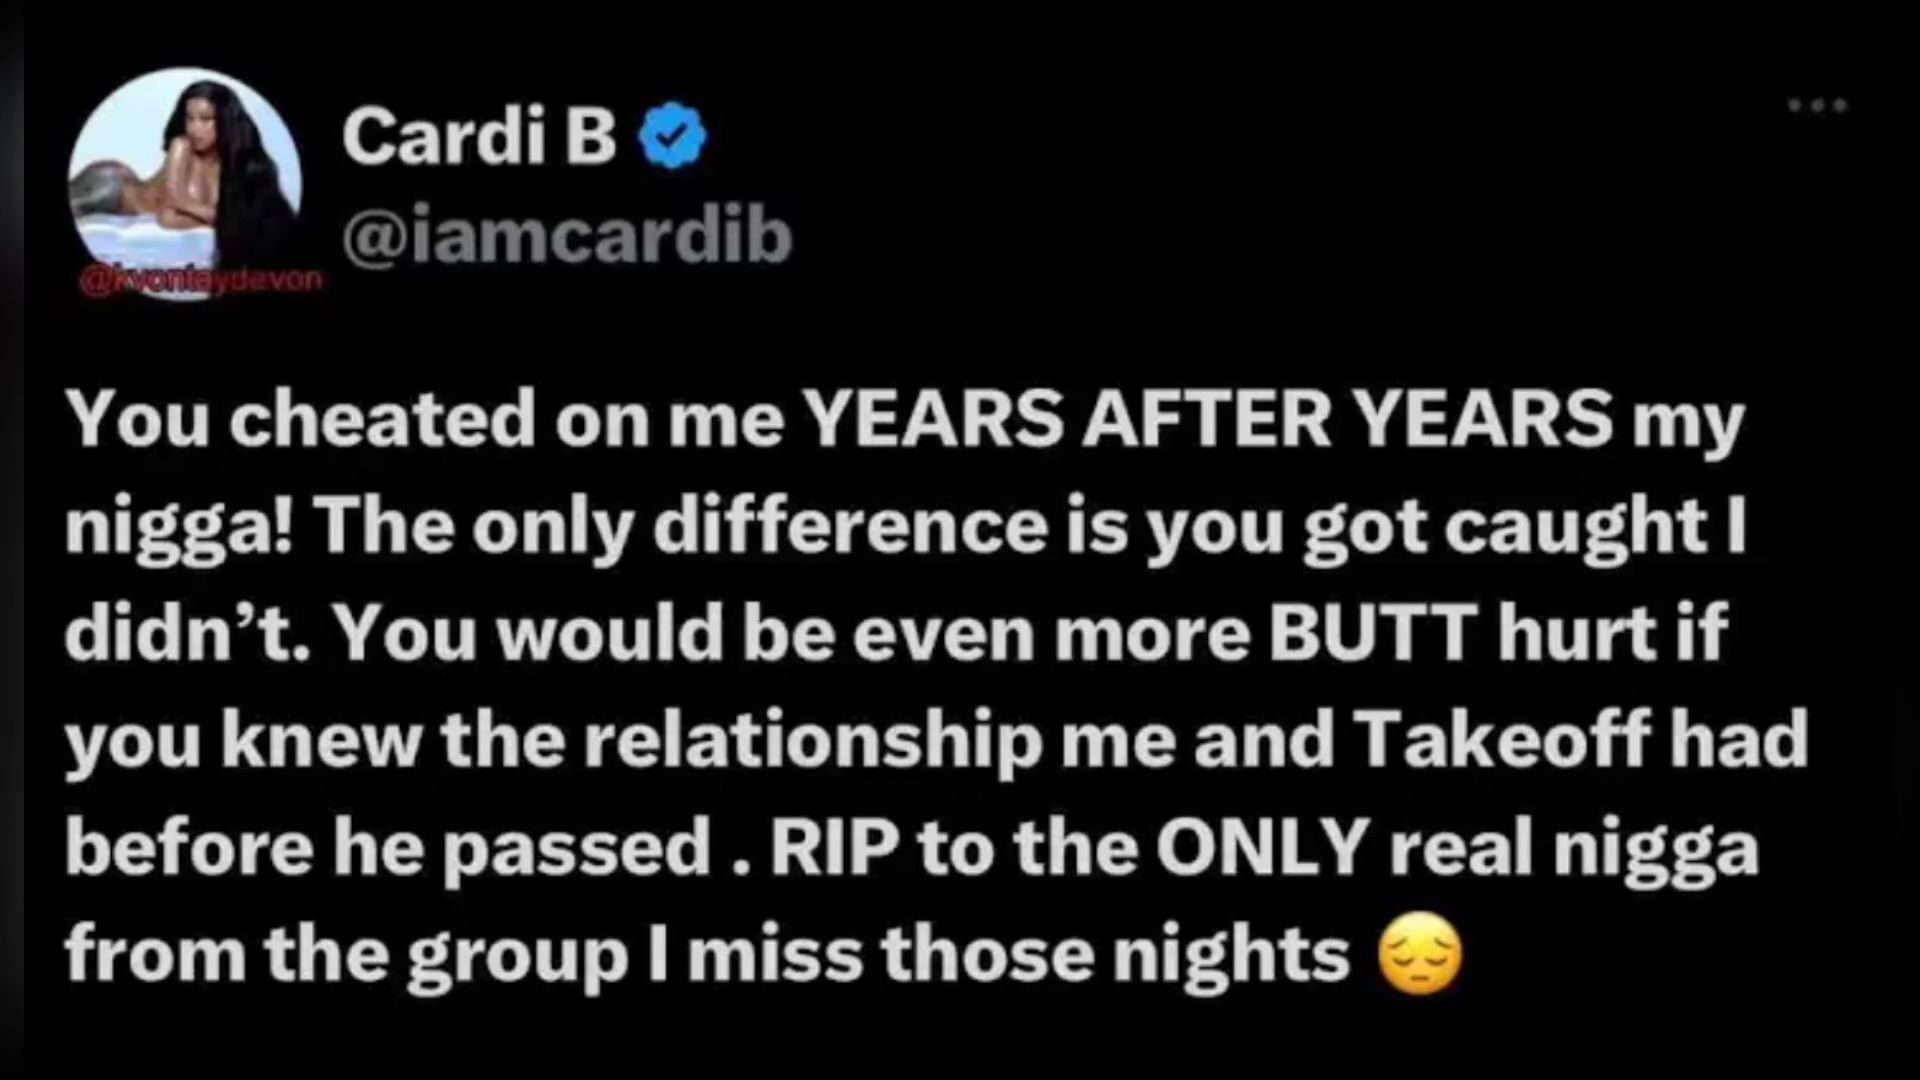 Cardi B
@iamcardib
@kvontaydevon
You cheated on me YEARS AFTER YEARS my
nigga! The only difference is you got caught I
didn’t. You would be even more BUTT hurt if
you knew the relationship me and Takeoff had
before he passed . RIP to the ONLY real nigga
from the group I miss those nights 😔